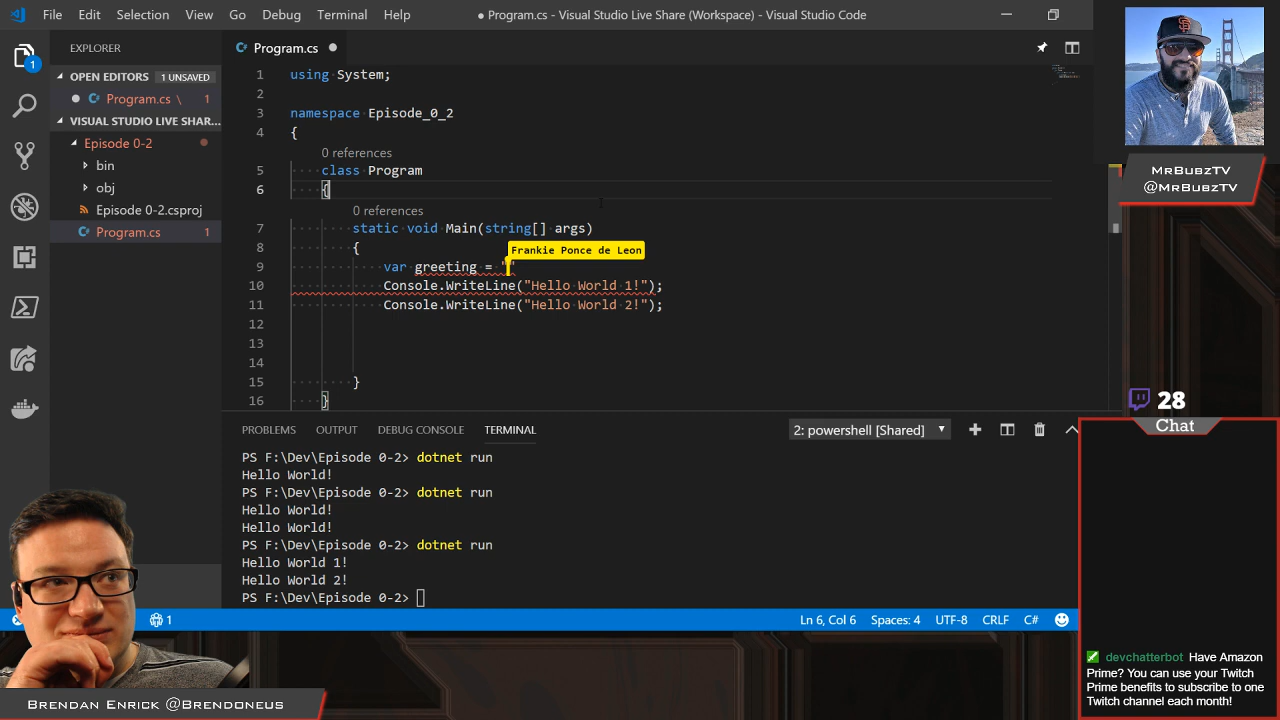 File Edit Selection View Go Debug Terminal Help
● Program.cs - Visual Studio Live Share (Workspace) - Visual Studio Code
EXPLORER
OPEN EDITORS 1 UNSAVED
Program.cs \ 1
VISUAL STUDIO LIVE SHAR...
Episode 0-2
bin
obj
Episode 0-2.csproj
Program.cs 1
1
Program.cs
1 using System;
2
3 namespace Episode_0_2
4 {
0 references
5 class Program
6 {
0 references
7 static void Main(string[] args)
8 {
Frankie Ponce de Leon
9 var greeting = ""
10 Console.WriteLine("Hello World 1!");
11 Console.WriteLine("Hello World 2!");
12
13
14
15 }
16 }
PROBLEMS OUTPUT DEBUG CONSOLE TERMINAL
2: powershell [Shared]
PS F:\Dev\Episode 0-2> dotnet run
Hello World!
PS F:\Dev\Episode 0-2> dotnet run
Hello World!
Hello World!
PS F:\Dev\Episode 0-2> dotnet run
Hello World 1!
Hello World 2!
PS F:\Dev\Episode 0-2>
1
Ln 6, Col 6 Spaces: 4 UTF-8 CRLF C#
MrBubzTV
@MrBubzTV
28
Chat
devchatterbot Have Amazon
Prime? You can use your Twitch
Prime benefits to subscribe to one
Twitch channel each month!
Brendan Enrick @Brendoneus